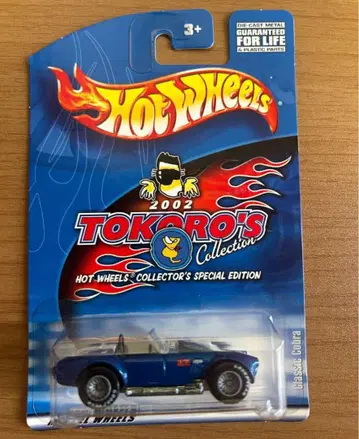 3+
DIE-CAST METAL
GUARANTEED
FOR LIFE
& PLASTIC PARTS
Hot Wheels
2002
TOKORO'S
Collection
HOT WHEELS COLLECTOR'S SPECIAL EDITION
Classic Cobra
WHEELS